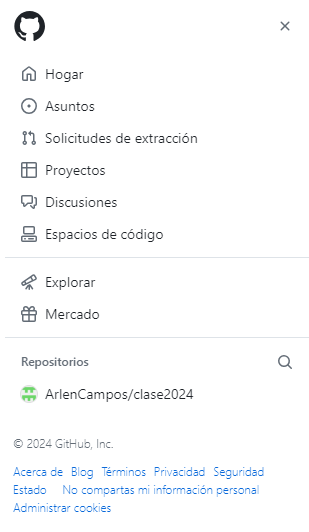 Hogar
Asuntos
Solicitudes de extracción
Proyectos
Discusiones
Espacios de código
Explorar
Mercado
Repositorios
ArlenCampos/clase2024
© 2024 GitHub, Inc.
Acerca de Blog Términos Privacidad Seguridad
Estado No compartas mi información personal
Administrar cookies